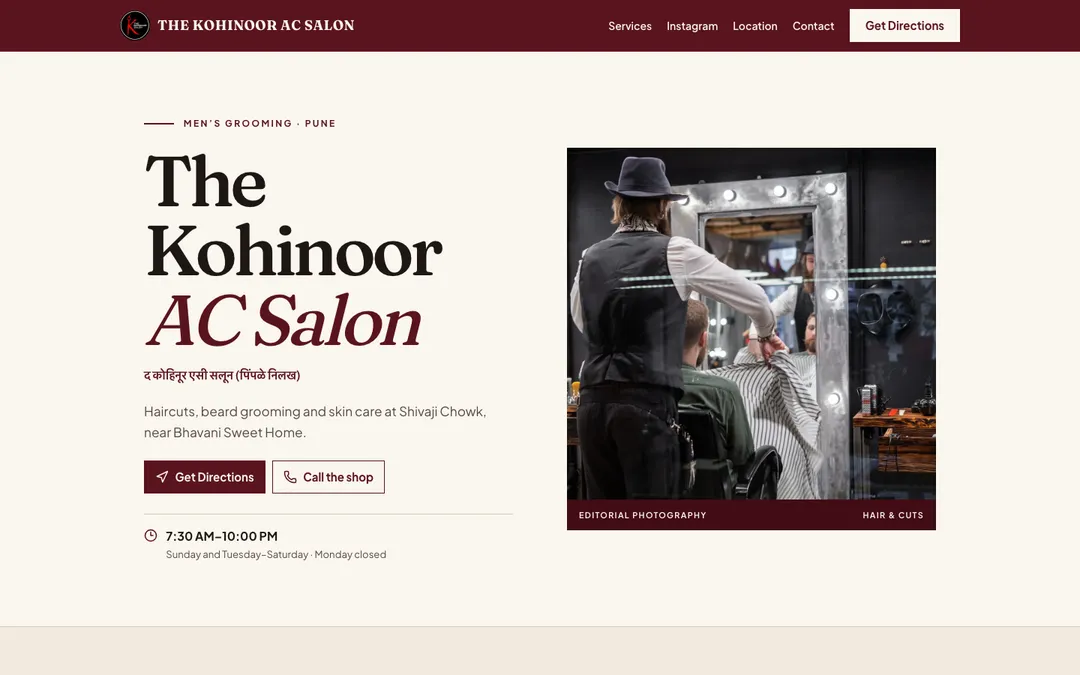 THE KOHINOOR AC SALON
Services Instagram Location Contact Get Directions
MEN'S GROOMING · PUNE
The
Kohinoor
AC Salon
द कोहिनूर एसी सलून (पिंपळे निलख)
Haircuts, beard grooming and skin care at Shivaji Chowk,
near Bhavani Sweet Home.
Get Directions Call the shop
7:30 AM–10:00 PM
Sunday and Tuesday–Saturday · Monday closed
EDITORIAL PHOTOGRAPHY HAIR & CUTS